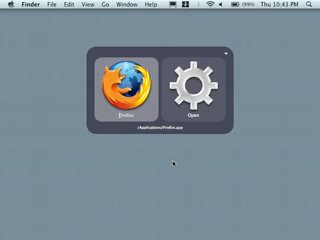 Finder File Edit View Go Window Help (99%) Thu 10:43 PM
Firefox Open
/Applications/Firefox.app